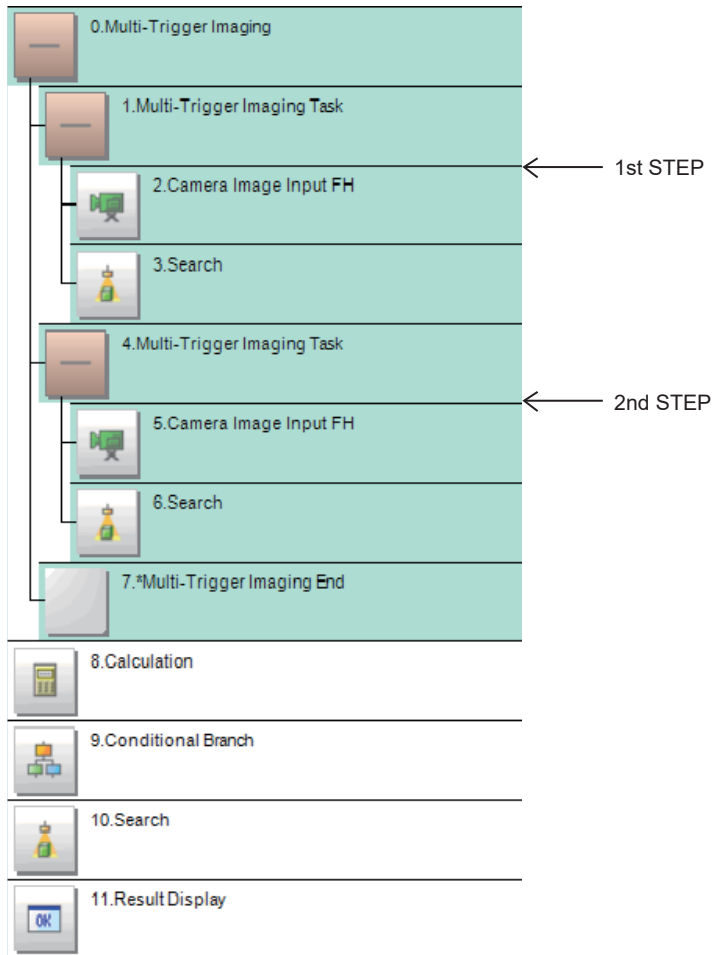 0.Multi-Trigger Imaging
1.Multi-Trigger Imaging Task
1st STEP
2.Camera Image Input FH
3.Search
4.Multi-Trigger Imaging Task
2nd STEP
5.Camera Image Input FH
6.Search
7.*Multi-Trigger Imaging End
8.Calculation
9.Conditional Branch
10.Search
11.Result Display
OK